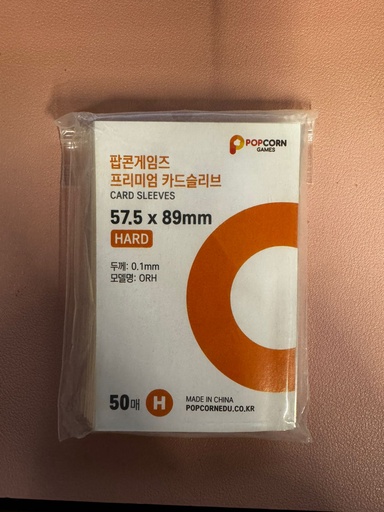 POPCORN
GAMES
팝콘게임즈
프리미엄 카드슬리브
CARD SLEEVES
57.5 x 89mm
HARD
두께: 0.1mm
모델명: ORH
50매 H
MADE IN CHINA
POPCORNEDU.CO.KR